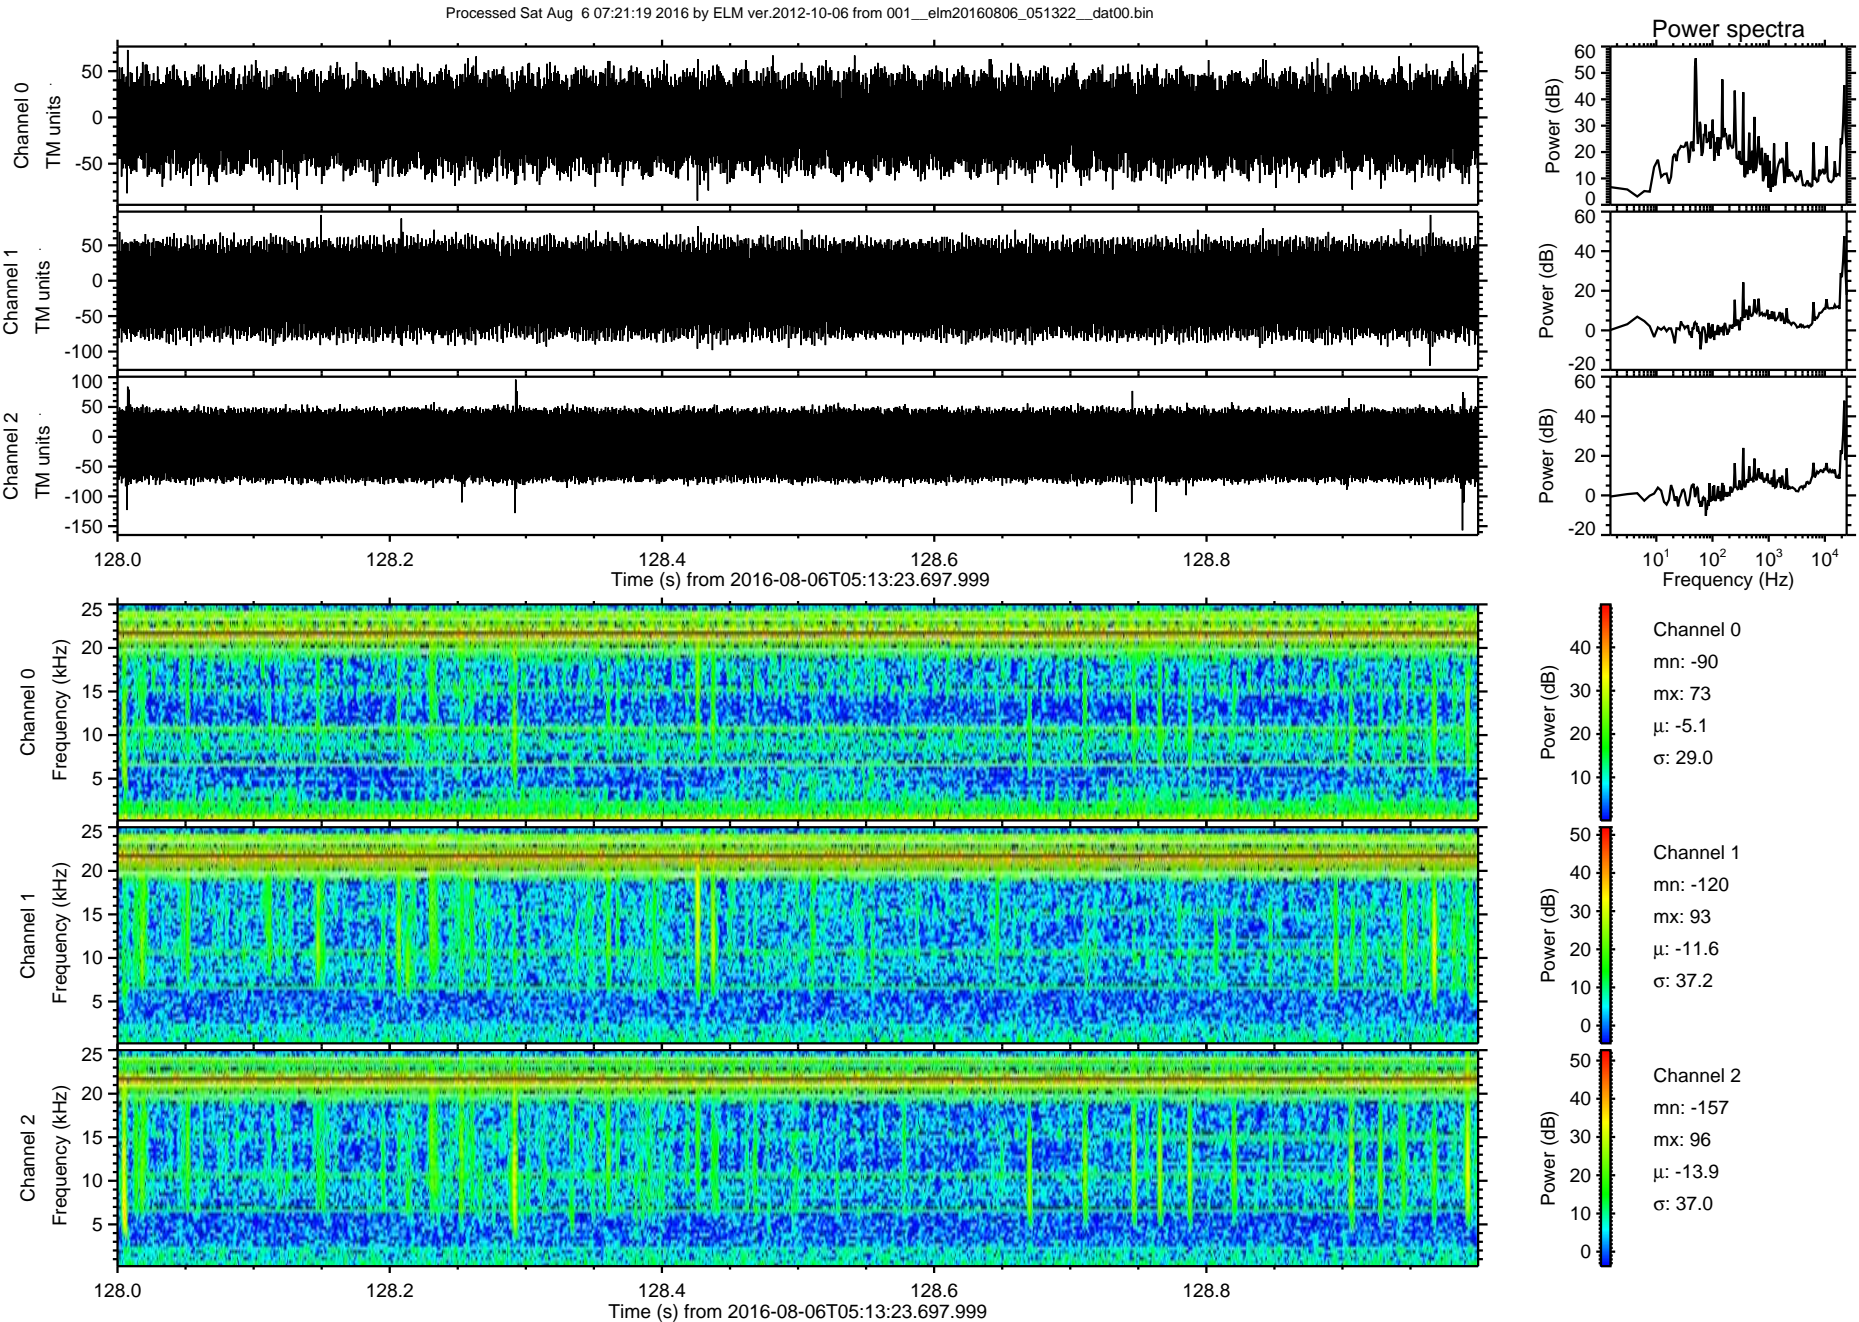 Processed Sat Aug  6 07:21:19 2016 by ELM ver.2012-10-06 from 001__elm20160806_051322__dat00.bin
Power spectra
Channel 0
TM units
50
0
-50
Power (dB)
60
50
40
30
20
10
0
Channel 1
TM units
50
0
-50
-100
Power (dB)
60
40
20
0
-20
Channel 2
TM units
100
50
0
-50
-100
-150
Power (dB)
60
40
20
0
-20
128.0
128.2
128.4
128.6
128.8
Time (s) from 2016-08-06T05:13:23.697.999
10^1
10^2
10^3
10^4
Frequency (Hz)
Channel 0
Frequency (kHz)
25
20
15
10
5
Power (dB)
40
30
20
10
Channel 0
mn: -90
mx: 73
µ: -5.1
σ: 29.0
Channel 1
Frequency (kHz)
25
20
15
10
5
Power (dB)
50
40
30
20
10
0
Channel 1
mn: -120
mx: 93
µ: -11.6
σ: 37.2
Channel 2
Frequency (kHz)
25
20
15
10
5
Power (dB)
50
40
30
20
10
0
Channel 2
mn: -157
mx: 96
µ: -13.9
σ: 37.0
128.0
128.2
128.4
128.6
128.8
Time (s) from 2016-08-06T05:13:23.697.999